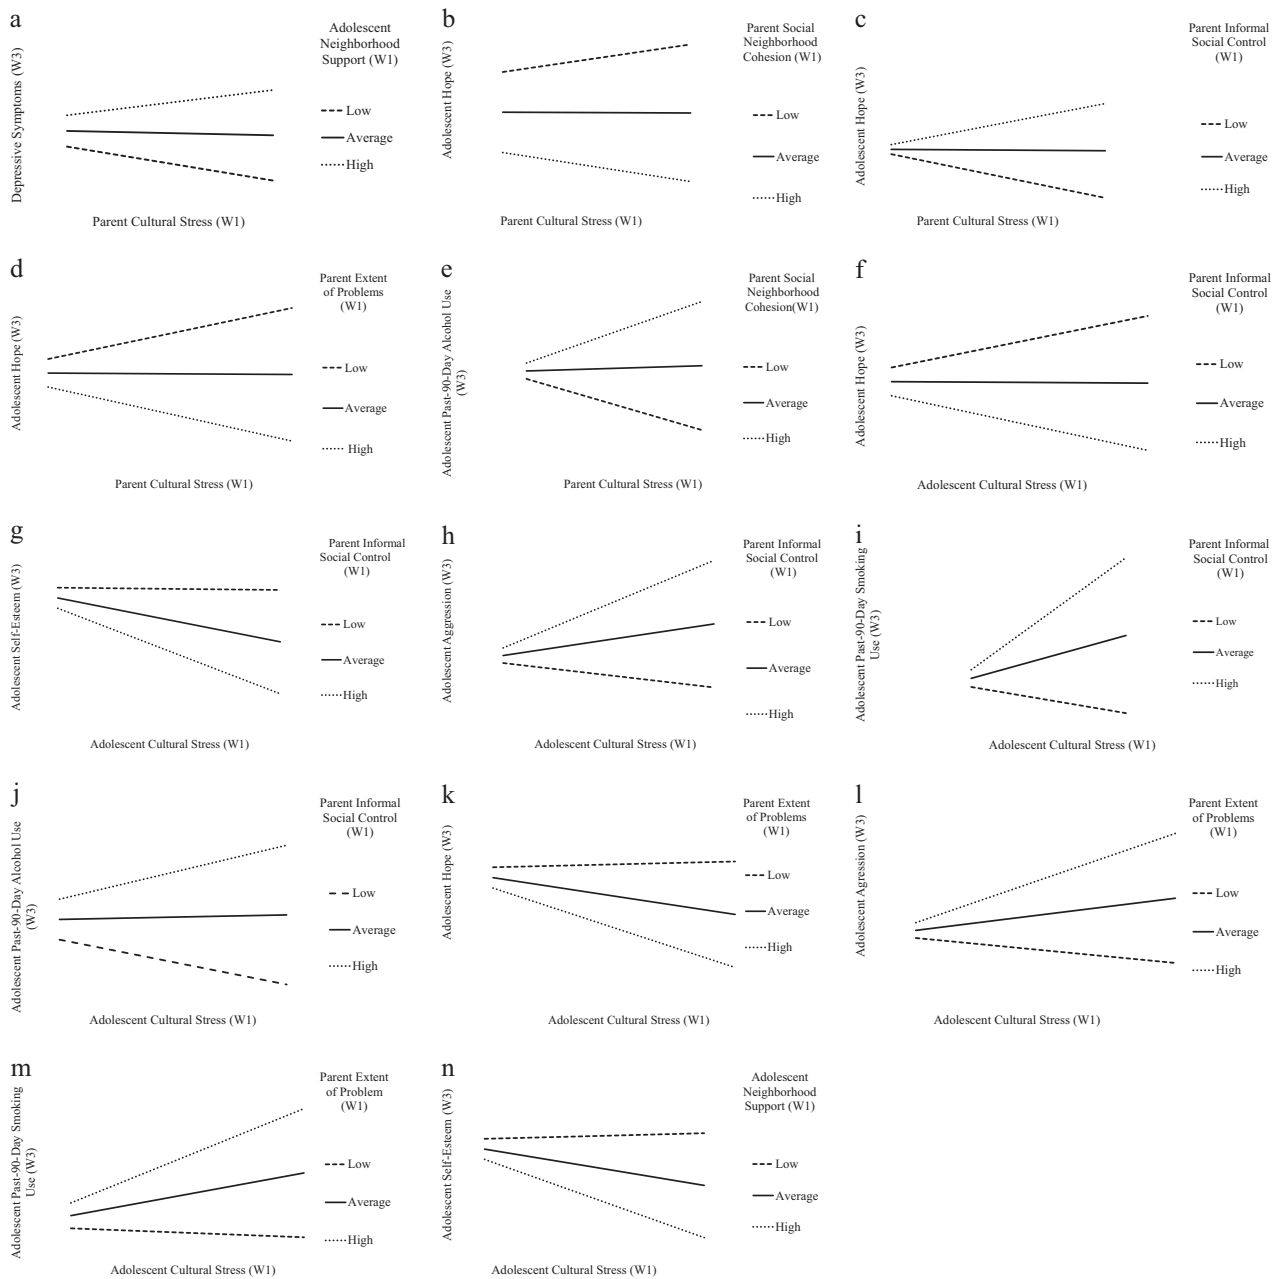 a
Adolescent
Neighborhood
Support (W1)
Depressive Symptoms (W3)
Low
Average
High
Parent Cultural Stress (W1)
b
Parent Social
Neighborhood
Cohesion (W1)
Adolescent Hope (W3)
Low
Average
High
Parent Cultural Stress (W1)
c
Parent Informal
Social Control
(W1)
Adolescent Hope (W3)
Low
Average
High
Parent Cultural Stress (W1)
d
Parent Extent
of Problems
(W1)
Adolescent Hope (W3)
Low
Average
High
Parent Cultural Stress (W1)
e
Parent Social
Neighborhood
Cohesion(W1)
Adolescent Past-90-Day Alcohol Use
(W3)
Low
Average
High
Parent Cultural Stress (W1)
f
Parent Informal
Social Control
(W1)
Adolescent Hope (W3)
Low
Average
High
Adolescent Cultural Stress (W1)
g
Parent Informal
Social Control
(W1)
Adolescent Self-Esteem (W3)
Low
Average
High
Adolescent Cultural Stress (W1)
h
Parent Informal
Social Control
(W1)
Adolescent Aggression (W3)
Low
Average
High
Adolescent Cultural Stress (W1)
i
Parent Informal
Social Control
(W1)
Adolescent Past-90-Day Smoking
Use (W3)
Low
Average
High
Adolescent Cultural Stress (W1)
j
Parent Informal
Social Control
(W1)
Adolescent Past-90-Day Alcohol Use
(W3)
Low
Average
High
Adolescent Cultural Stress (W1)
k
Parent Extent
of Problems
(W1)
Adolescent Hope (W3)
Low
Average
High
Adolescent Cultural Stress (W1)
l
Parent Extent
of Problems
(W1)
Adolescent Agression (W3)
Low
Average
High
Adolescent Cultural Stress (W1)
m
Parent Extent
of Problem
(W1)
Adolescent Past-90-Day Smoking
Use (W3)
Low
Average
High
Adolescent Cultural Stress (W1)
n
Adolescent
Neighborhood
Support (W1)
Adolescent Self-Esteem (W3)
Low
Average
High
Adolescent Cultural Stress (W1)